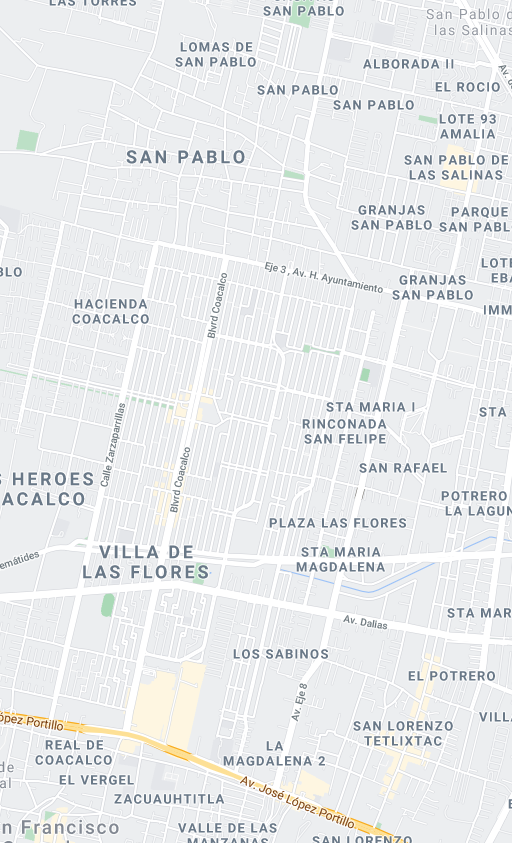 LAS TORRES
SAN PABLO
San Pablo de
las Salinas
LOMAS DE
SAN PABLO
ALBORADA II
EL ROCIO
SAN PABLO
SAN PABLO
LOTE 93
AMALIA
SAN PABLO
SAN PABLO DE
LAS SALINAS
GRANJAS
SAN PABLO
PARQUE
SAN PABL
Eje 3, Av. H. Ayuntamiento
BLO
LOTE
EBA
GRANJAS
SAN PABLO
HACIENDA
COACALCO
Blvrd Coacalco
IMM
STA MARIA I
STA
RINCONADA
SAN FELIPE
Calle Zarzaparrillas
SAN RAFAEL
S HEROES
OACALCO
Blvrd Coacalco
POTRERO
LA LAGUN
PLAZA LAS FLORES
VILLA DE
LAS FLORES
STA MARIA
MAGDALENA
emátides
STA MAR
Av. Dalias
LOS SABINOS
EL POTRERO
Av. Eje 8
ópez Portillo
SAN LORENZO
TETLIXTAC
VILLA
REAL DE
COACALCO
LA
MAGDALENA 2
de
al
EL VERGEL
ZACUAUHTITLA
Av. José López Portillo
n Francisco
VALLE DE LAS
MANZANAS
SAN LORENZO